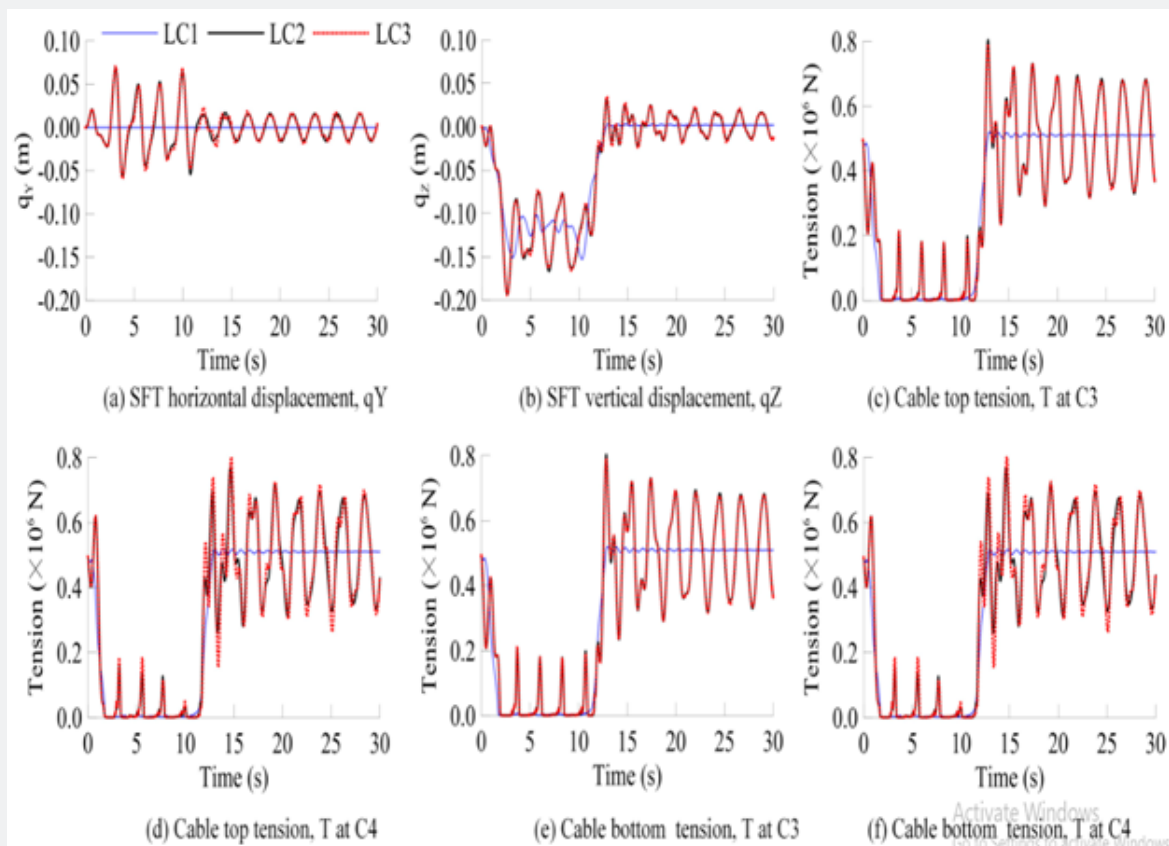 LC1 LC2 LC3
0.10 0.10 0.8
0.05 0.05
0.00 0.00 0.6
-0.05 -0.05 0.4
-0.10 -0.10
-0.15 -0.15 0.2
-0.20 -0.20 0.0
qY (m) qZ (m) Tension (×10⁶ N)
0 5 10 15 20 25 30 0 5 10 15 20 25 30 0 5 10 15 20 25 30
Time (s) Time (s) Time (s)
(a) SFT horizontal displacement, qY (b) SFT vertical displacement, qZ (c) Cable top tension, T at C3
0.8 0.8 0.8
0.6 0.6 0.6
0.4 0.4 0.4
0.2 0.2 0.2
0.0 0.0 0.0
Tension (×10⁶ N) Tension (×10⁶ N) Tension (×10⁶ N)
0 5 10 15 20 25 30 0 5 10 15 20 25 30 0 5 10 15 20 25 30
Time (s) Time (s) Time (s)
Activate Windows
(d) Cable top tension, T at C4 (e) Cable bottom tension, T at C3 (f) Cable bottom tension, T at C4
Go to Settings to activate Windows